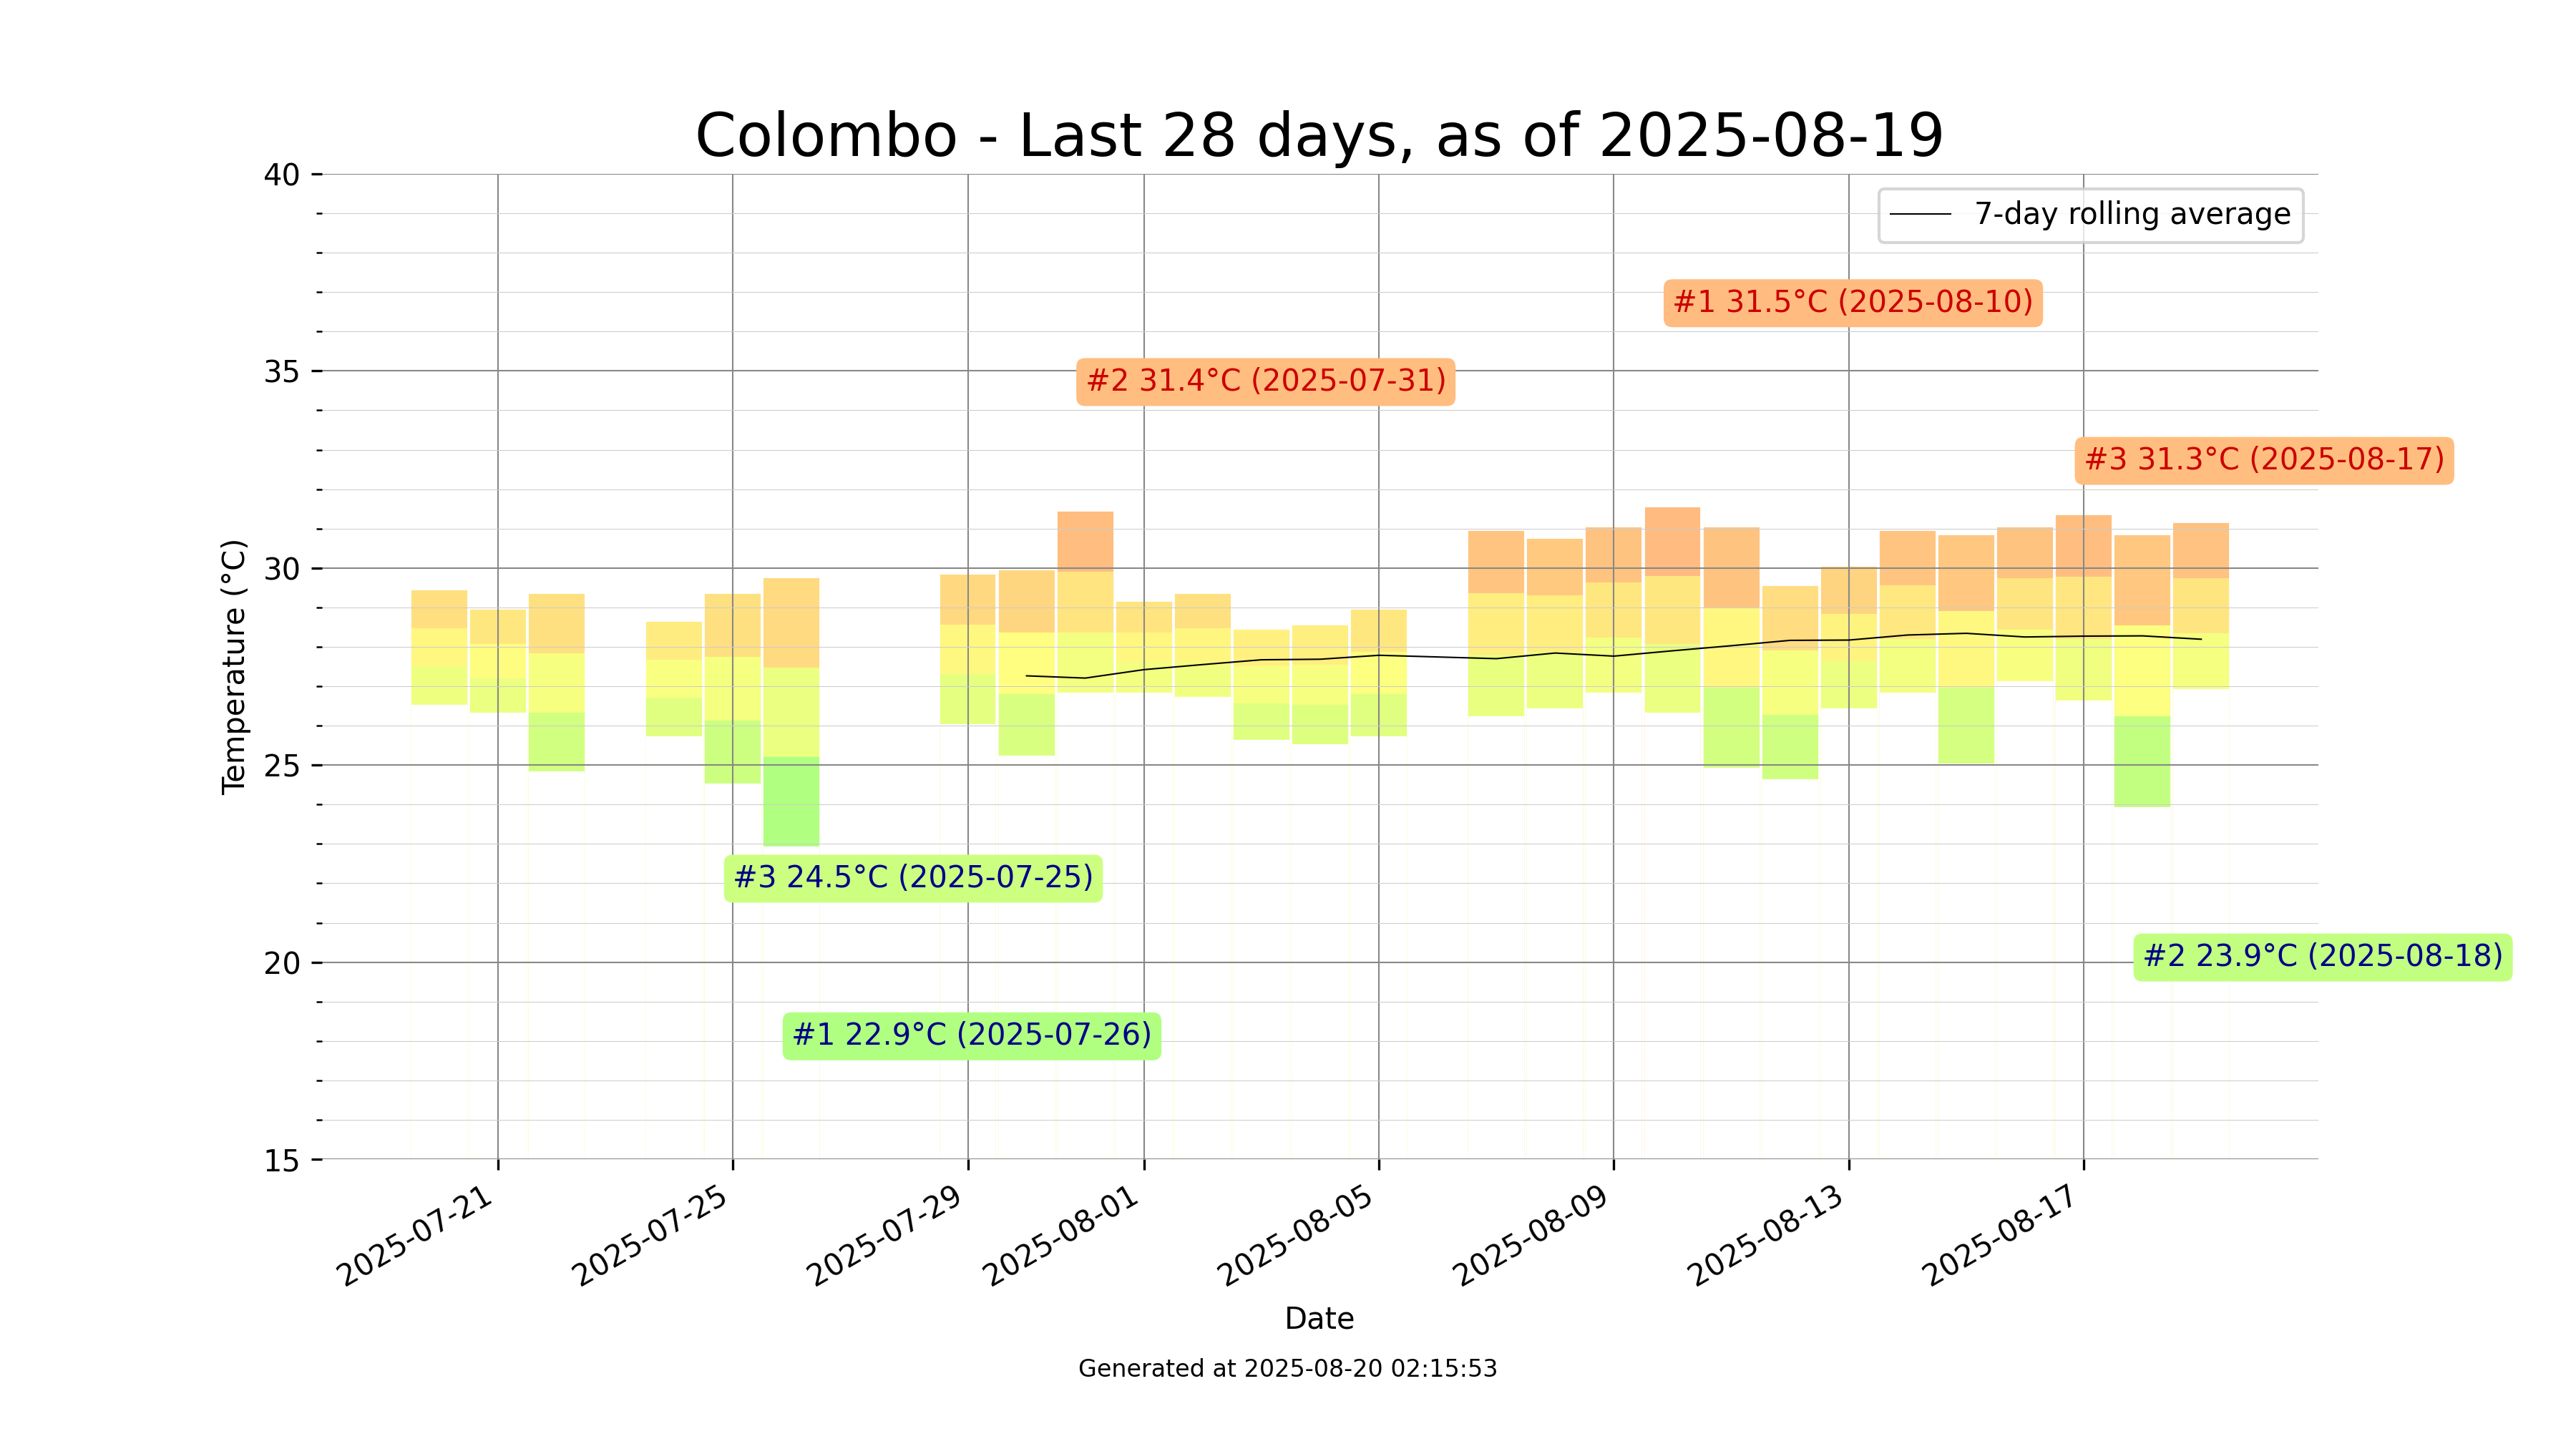 Colombo - Last 28 days, as of 2025-08-19
40
35
30
25
20
15
Temperature (°C)
7-day rolling average
#1 31.5°C (2025-08-10)
#2 31.4°C (2025-07-31)
#3 31.3°C (2025-08-17)
#3 24.5°C (2025-07-25)
#2 23.9°C (2025-08-18)
#1 22.9°C (2025-07-26)
2025-07-21
2025-07-25
2025-07-29
2025-08-01
2025-08-05
2025-08-09
2025-08-13
2025-08-17
Date
Generated at 2025-08-20 02:15:53